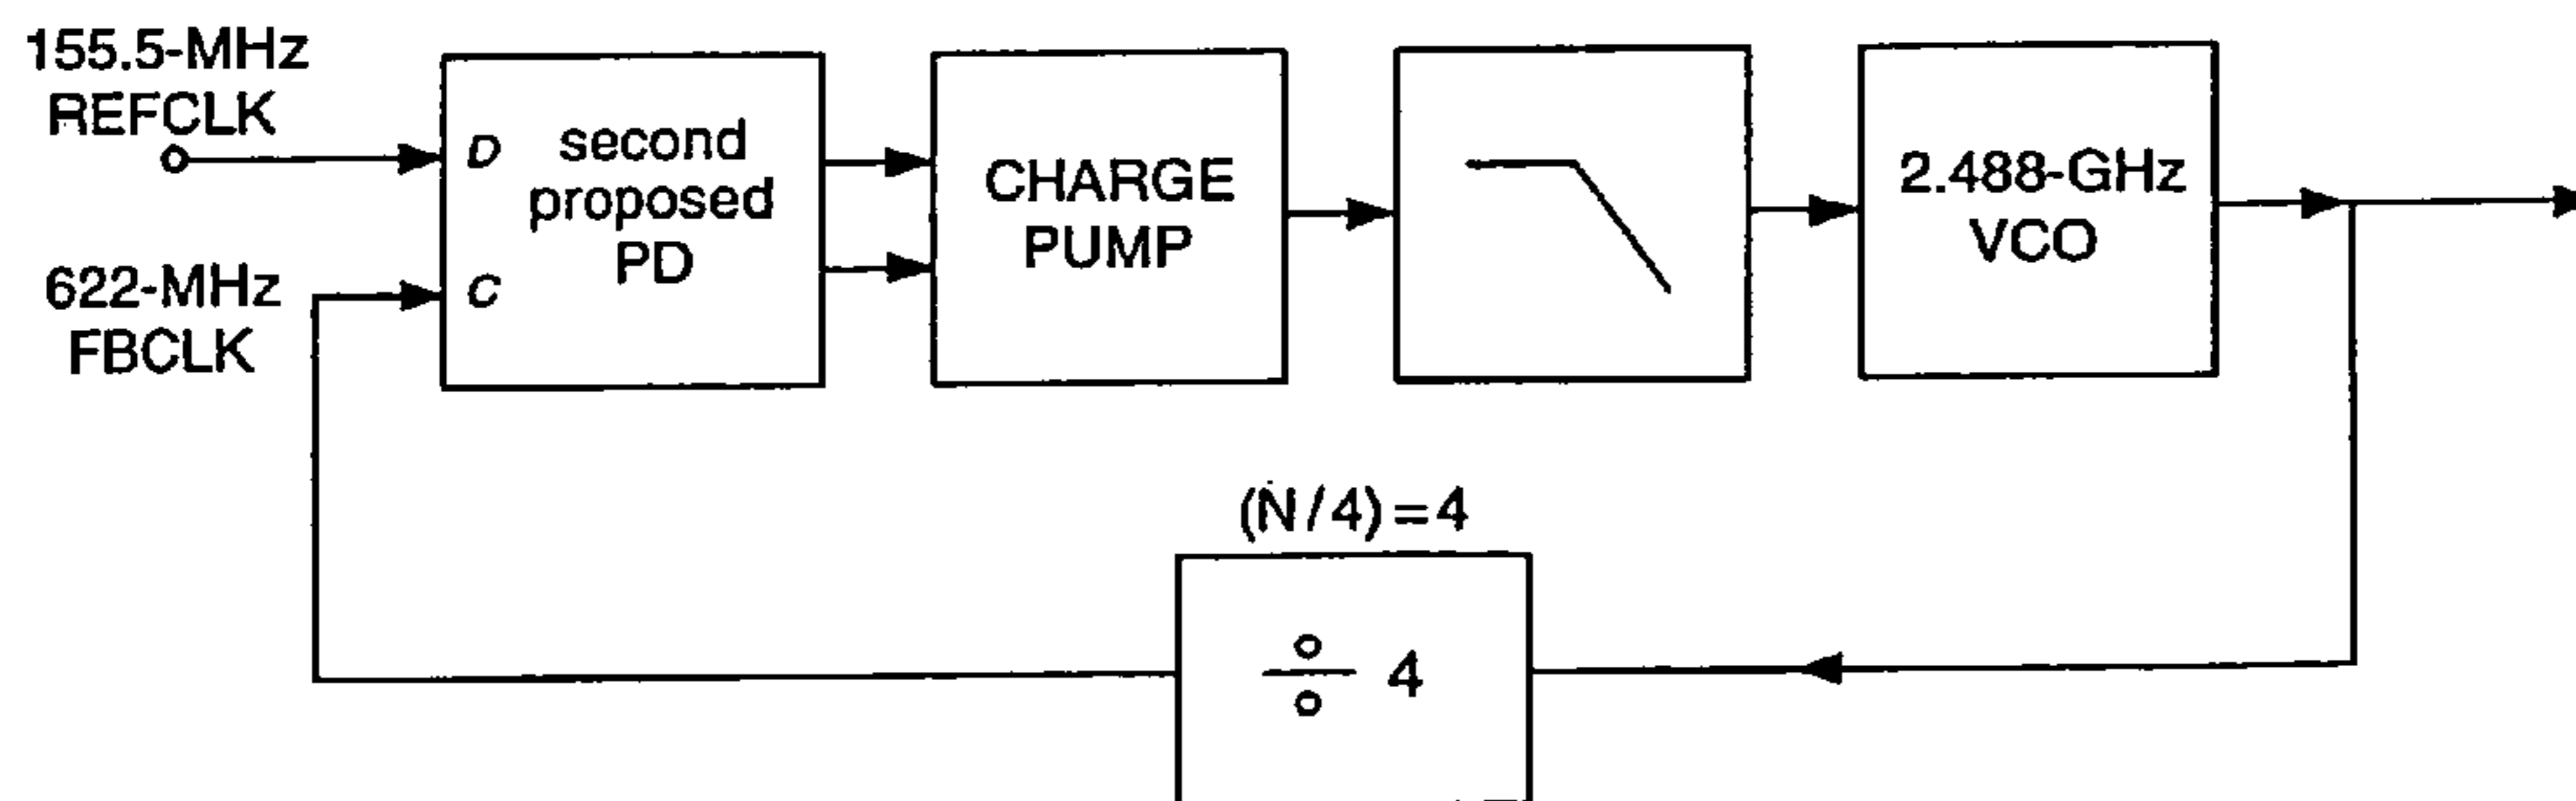 155.5-MHz
REFCLK
D
second
proposed
PD
C
622-MHz
FBCLK
CHARGE
PUMP
2.488-GHz
VCO
(N/4)=4
÷ 4